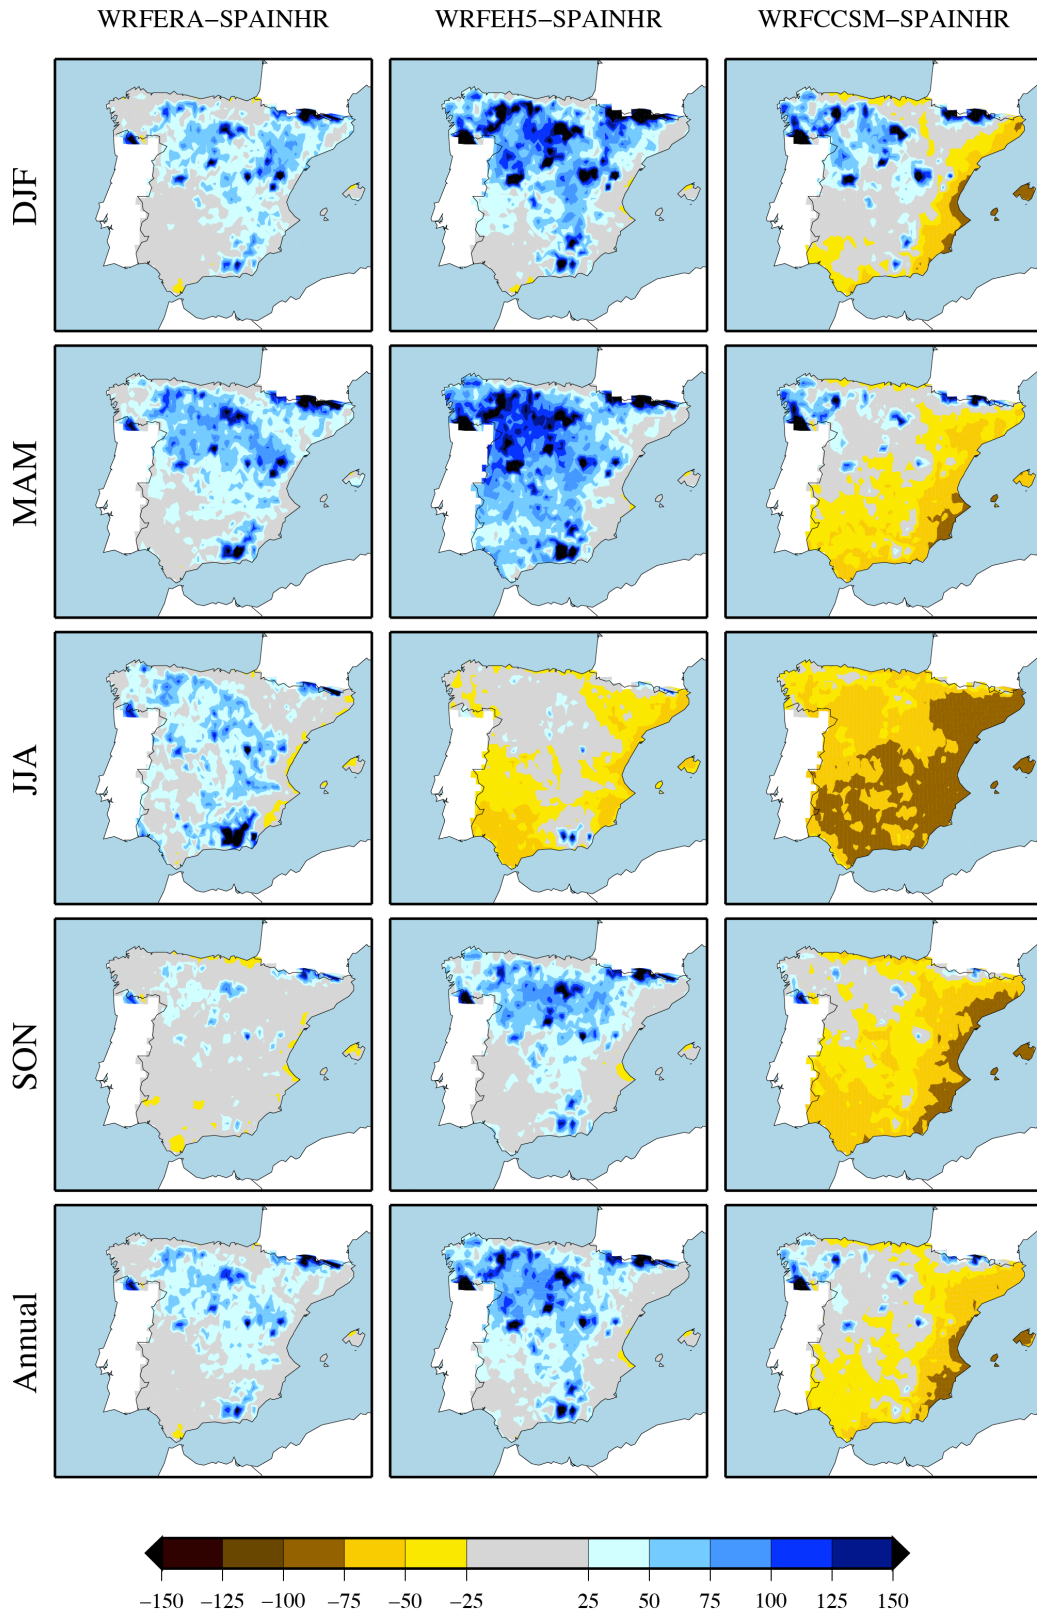 WRFERA−SPAINHR WRFEH5−SPAINHR WRFCCSM−SPAINHR
DJF
MAM
JJA
SON
Annual
−150 −125 −100 −75 −50 −25 25 50 75 100 125 150